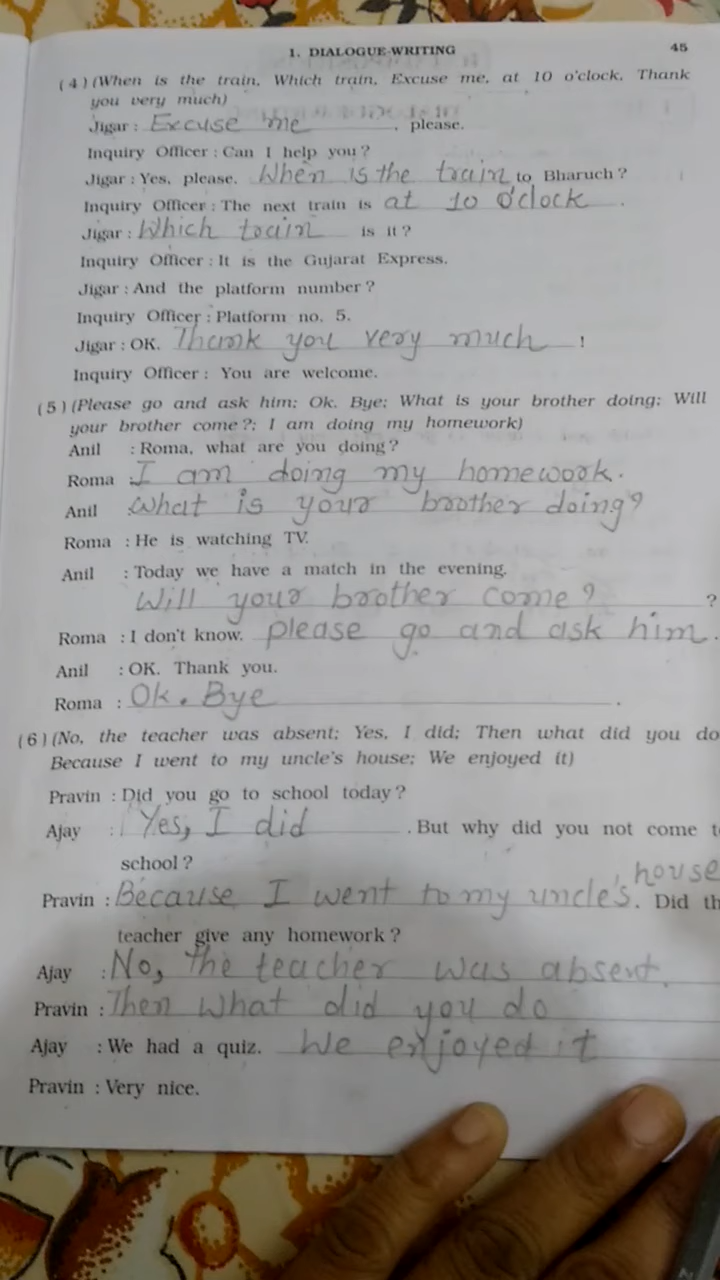 1. DIALOGUE-WRITING 45
(4) (When is the train, Which train, Excuse me, at 10 o'clock, Thank
you very much)
Jigar : Excuse me , please.
Inquiry Officer : Can I help you?
Jigar : Yes, please. When is the train to Bharuch?
Inquiry Officer : The next train is at 10 o'clock .
Jigar : Which train is it?
Inquiry Officer : It is the Gujarat Express.
Jigar : And the platform number?
Inquiry Officer : Platform no. 5.
Jigar : OK. Thank you very much !
Inquiry Officer : You are welcome.
(5) (Please go and ask him; Ok. Bye; What is your brother doing; Will
your brother come?; I am doing my homework)
Anil : Roma, what are you doing?
Roma : I am doing my homework.
Anil : What is your brother doing?
Roma : He is watching TV.
Anil : Today we have a match in the evening.
Will your brother come? ?
Roma : I don't know. please go and ask him.
Anil : OK. Thank you.
Roma : Ok. Bye .
(6) (No, the teacher was absent; Yes, I did; Then what did you do
Because I went to my uncle's house; We enjoyed it)
Pravin : Did you go to school today?
Ajay : Yes, I did . But why did you not come
school?
house
Pravin : Because I went to my uncle's. Did
teacher give any homework?
Ajay : No, the teacher was absent.
Pravin : Then what did you do
Ajay : We had a quiz. We enjoyed it
Pravin : Very nice.